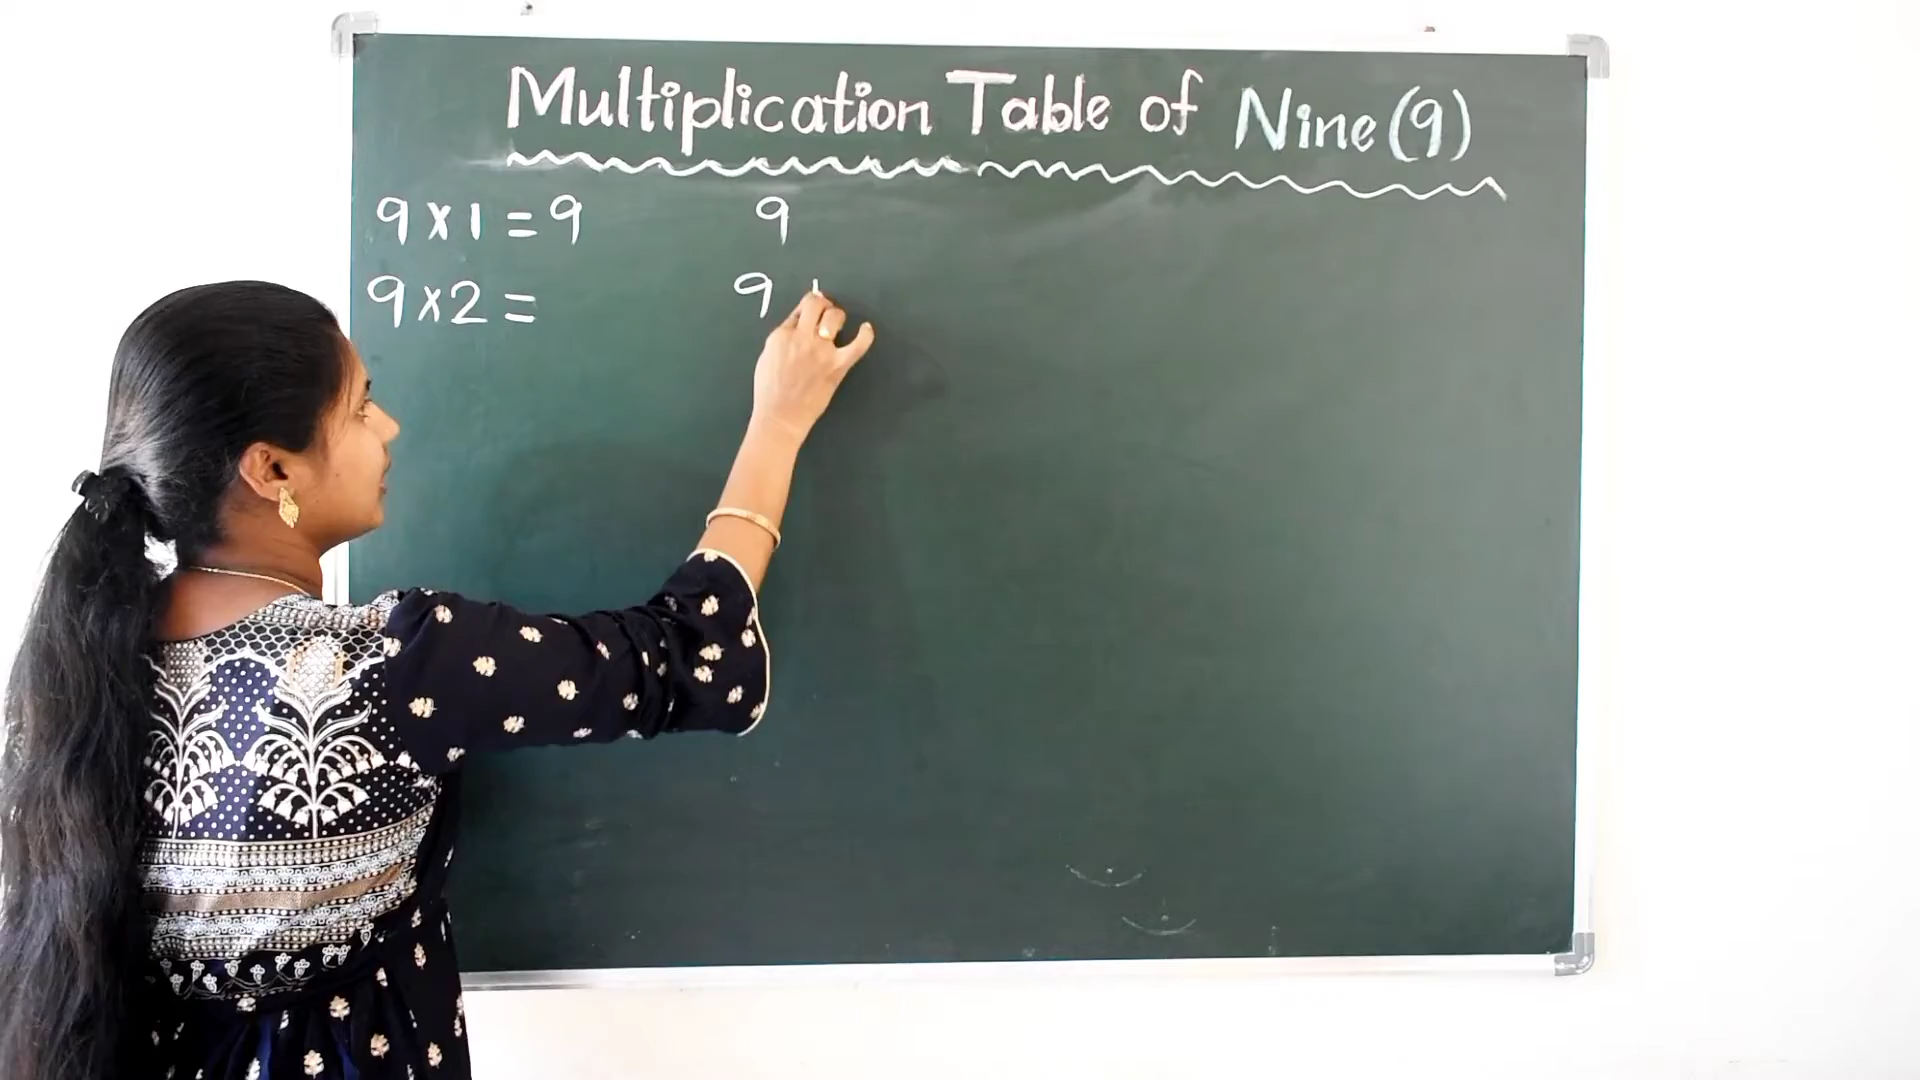 Multiplication Table of Nine (9)
9 × 1 = 9 9
9 × 2 = 9 +